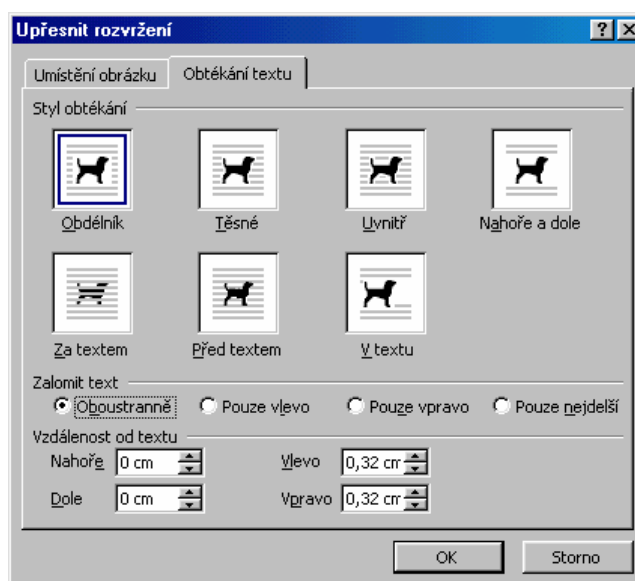 Upřesnit rozvržení
Umístění obrázku Obtékání textu
Styl obtékání
Obdélník Těsné Uvnitř Nahoře a dole
Za textem Před textem V textu
Zalomit text
Oboustranně Pouze vlevo Pouze vpravo Pouze nejdelší
Vzdálenost od textu
Nahoře 0 cm Vlevo 0,32 cm
Dole 0 cm Vpravo 0,32 cm
OK Storno